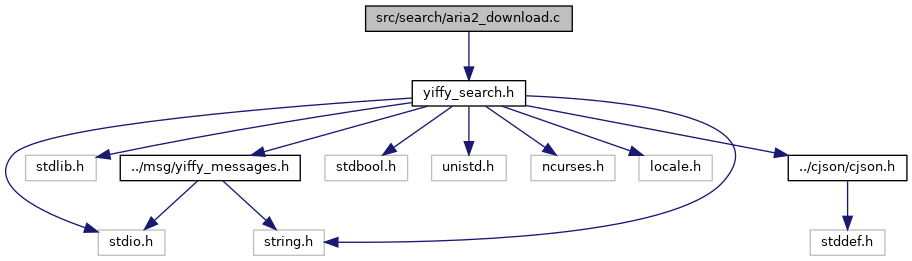 src/search/aria2_download.c
yiffy_search.h
stdlib.h
../msg/yiffy_messages.h
stdbool.h
unistd.h
ncurses.h
locale.h
../cjson/cjson.h
stdio.h
string.h
stddef.h